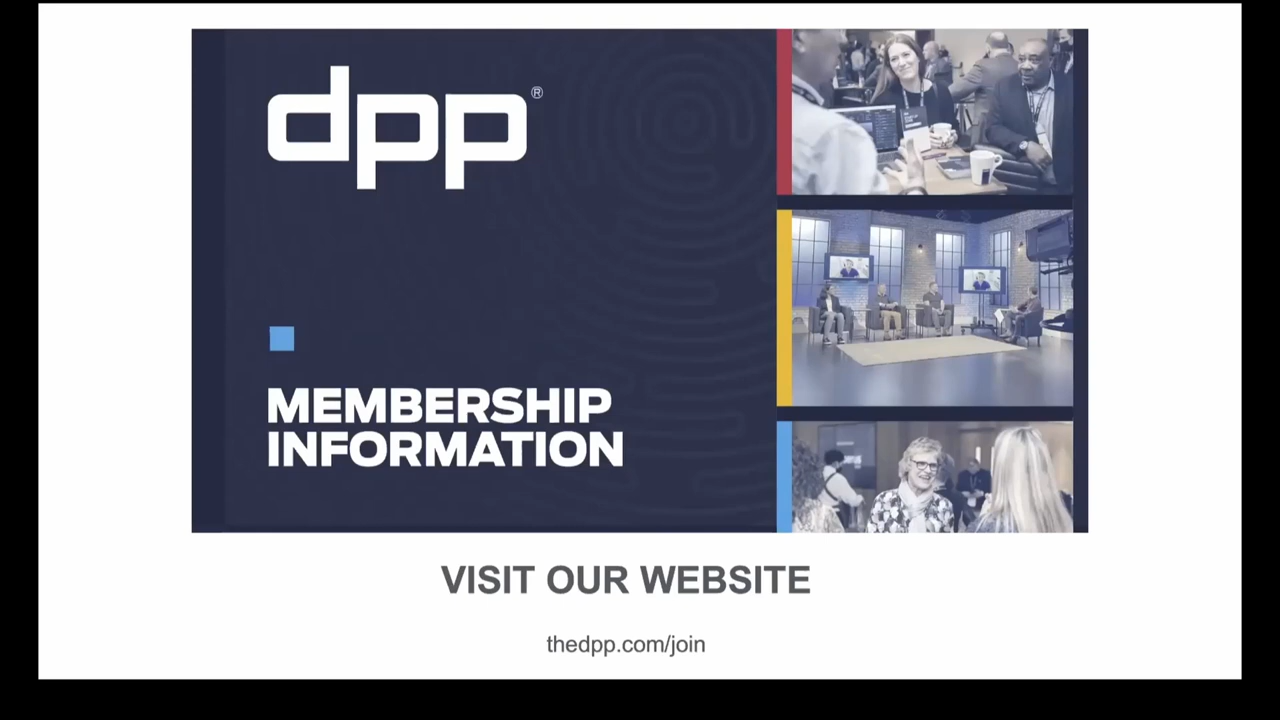 dpp®
MEMBERSHIP
INFORMATION
VISIT OUR WEBSITE
thedpp.com/join